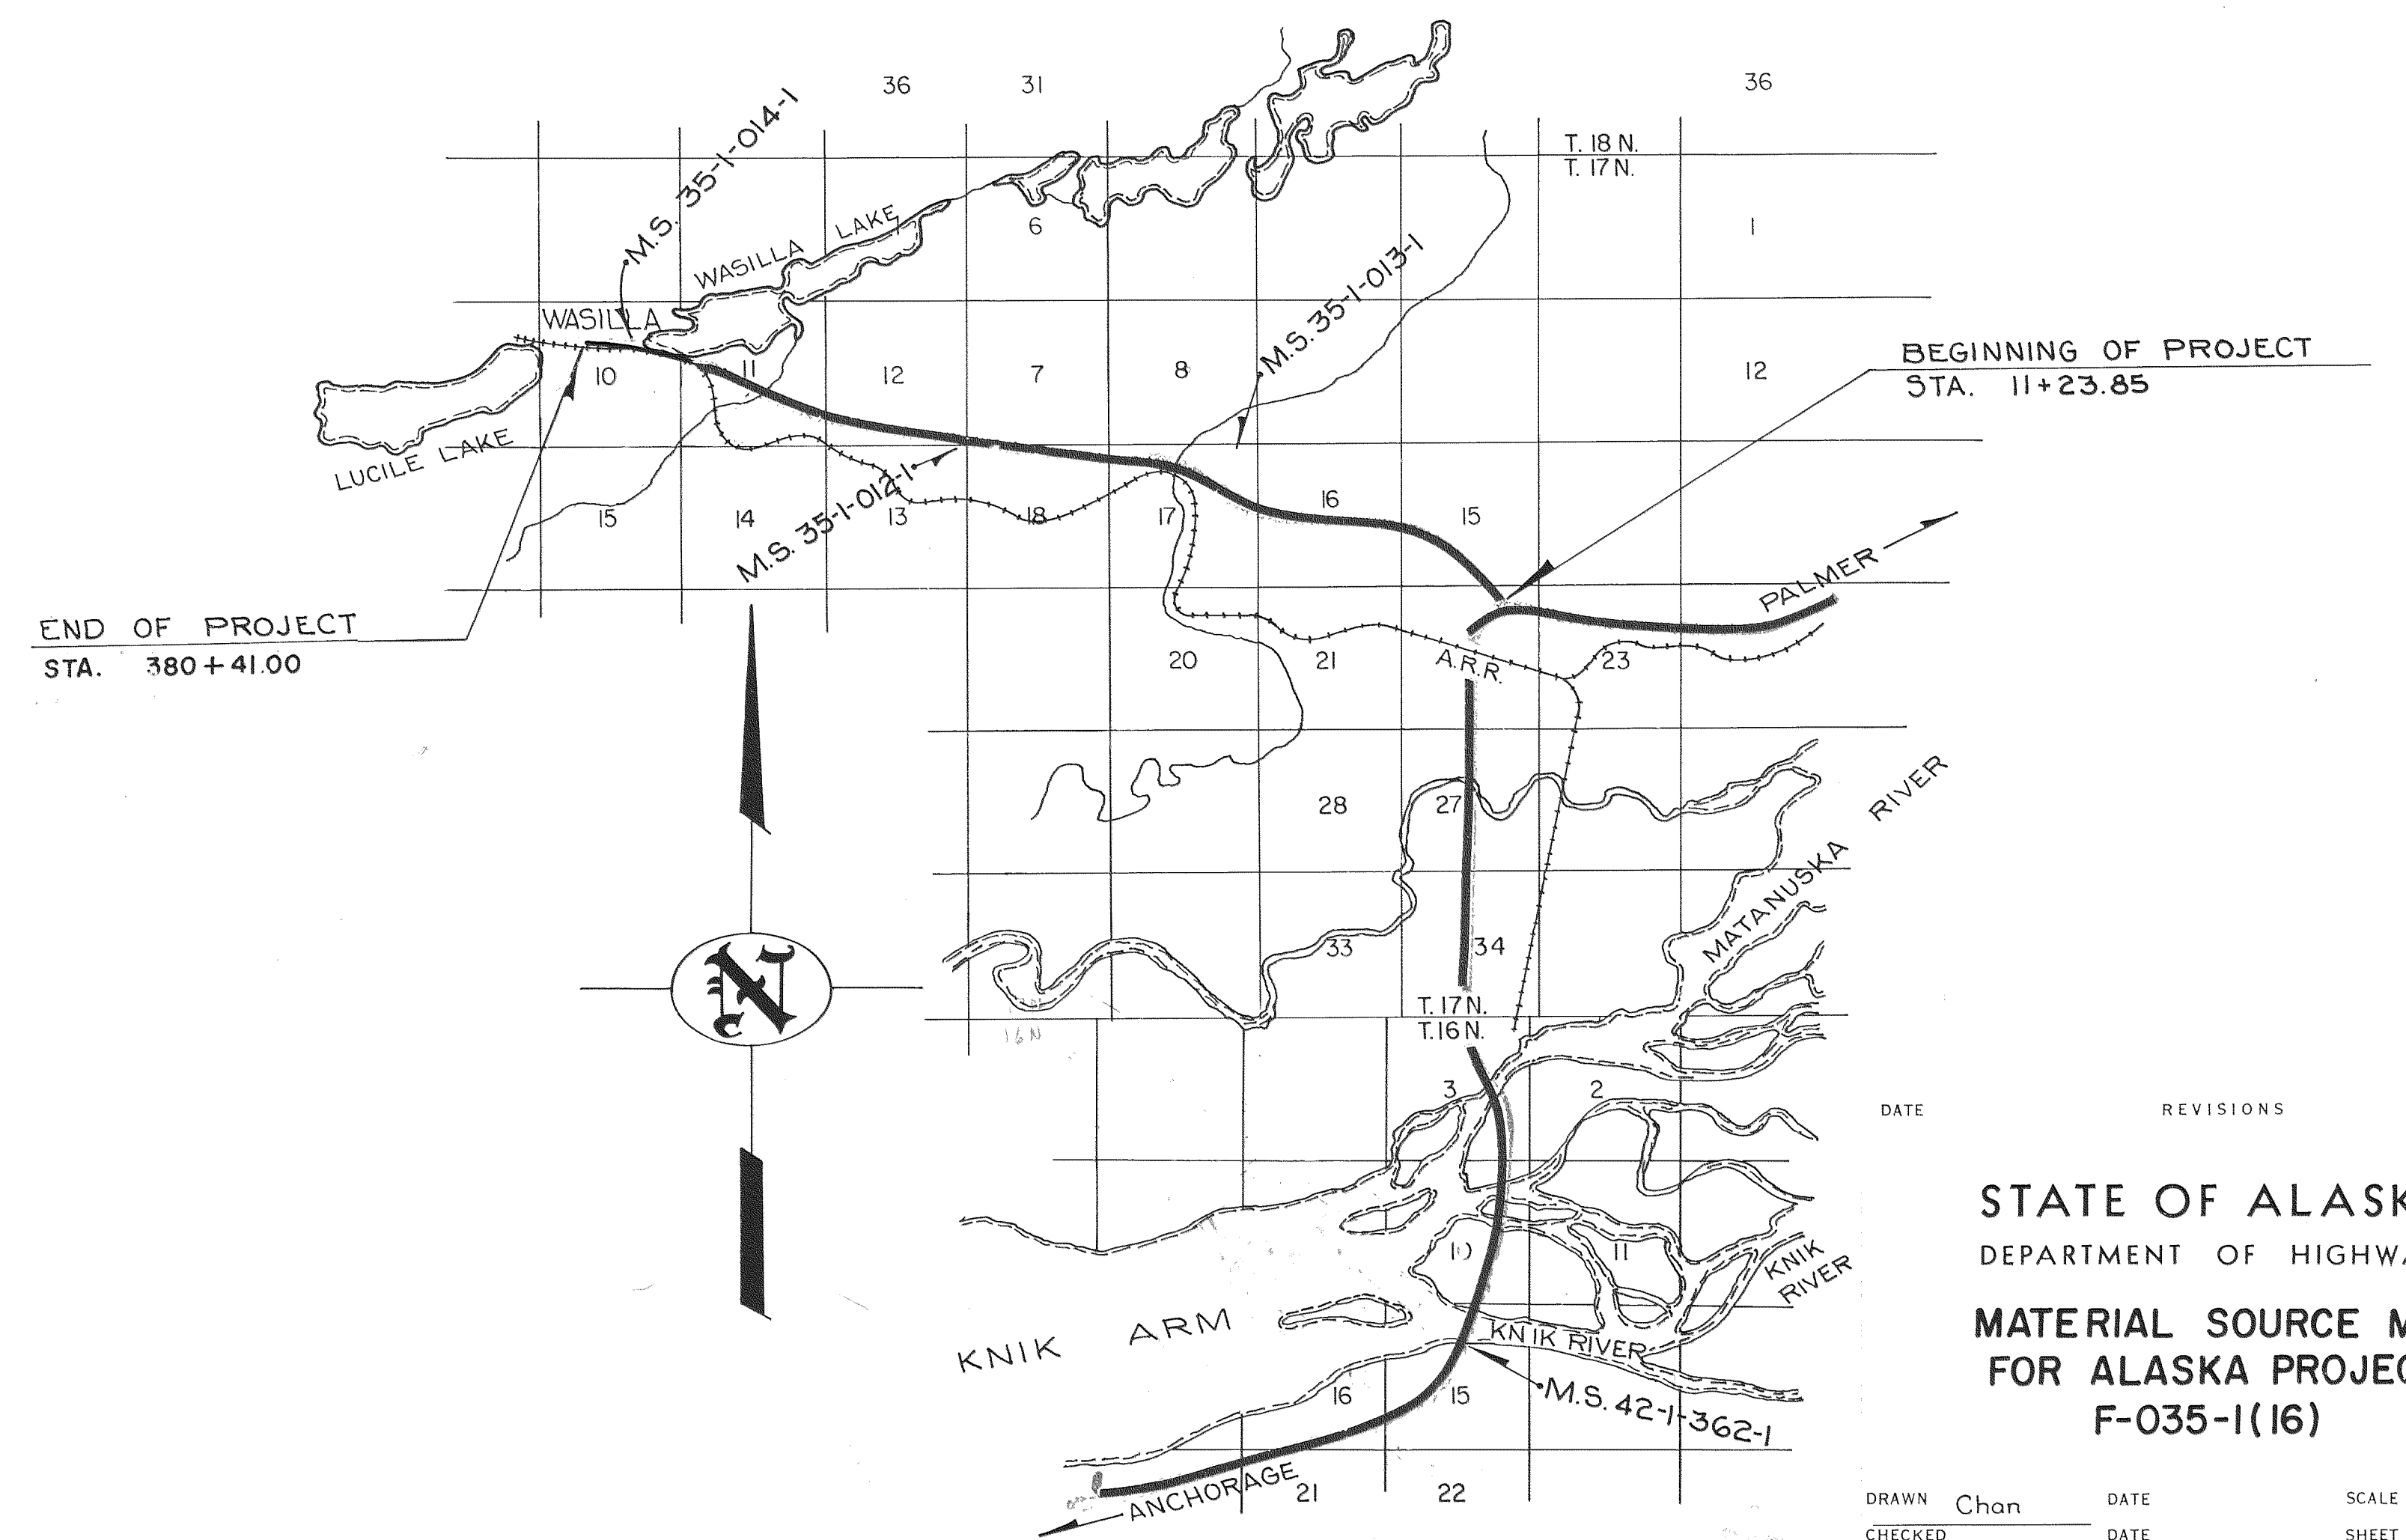 36 31 36
T. 18 N.
T. 17 N.
M.S. 35-1-014-1
WASILLA LAKE
6 1
M.S. 35-1-013-1
WASILLA
BEGINNING OF PROJECT
STA. 11+23.85
10 11 12 7 8 12
LUCILE LAKE
M.S. 35-1-012-1
15 14 13 18 17 16 15
PALMER
END OF PROJECT
STA. 380+41.00
20 21 A.R.R. 23
28 27
MATANUSKA RIVER
33 34
N
T. 17 N.
T. 16 N.
16 N
3 2
DATE REVISIONS
STATE OF ALASK
DEPARTMENT OF HIGHWA
10 11
KNIK
RIVER
KNIK ARM
KNIK RIVER
MATERIAL SOURCE M
FOR ALASKA PROJEC
F-035-1(16)
16 15
M.S. 42-1-362-1
ANCHORAGE
21 22
DRAWN Chan DATE SCALE
CHECKED DATE SHEET